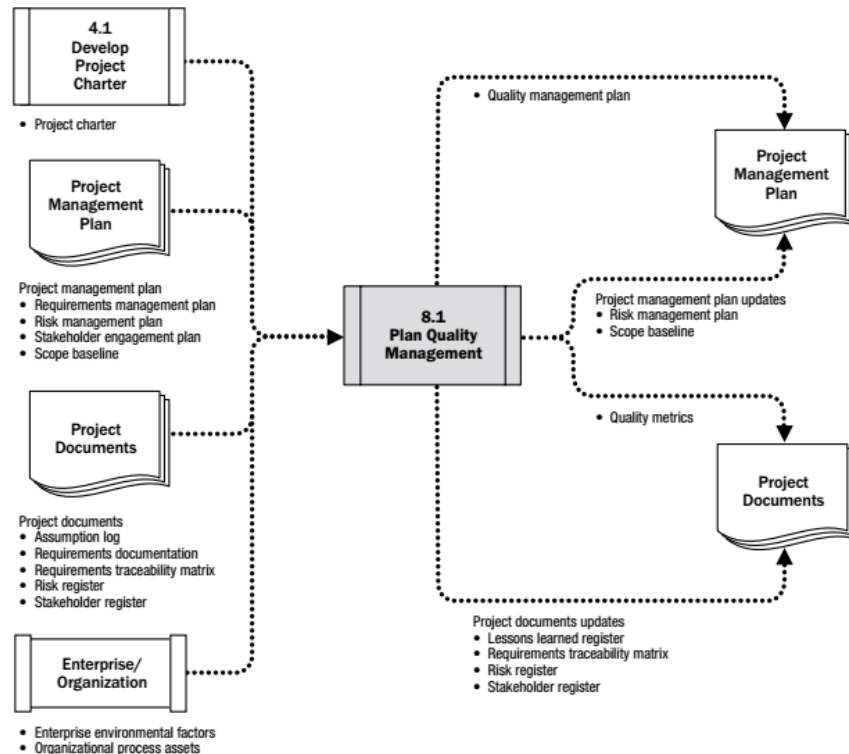 4.1
Develop
Project
Charter
• Project charter
Project
Management
Plan
Project management plan
• Requirements management plan
• Risk management plan
• Stakeholder engagement plan
• Scope baseline
Project
Documents
Project documents
• Assumption log
• Requirements documentation
• Requirements traceability matrix
• Risk register
• Stakeholder register
Enterprise/
Organization
• Enterprise environmental factors
• Organizational process assets
8.1
Plan Quality
Management
• Quality management plan
Project
Management
Plan
Project management plan updates
• Risk management plan
• Scope baseline
• Quality metrics
Project
Documents
Project documents updates
• Lessons learned register
• Requirements traceability matrix
• Risk register
• Stakeholder register